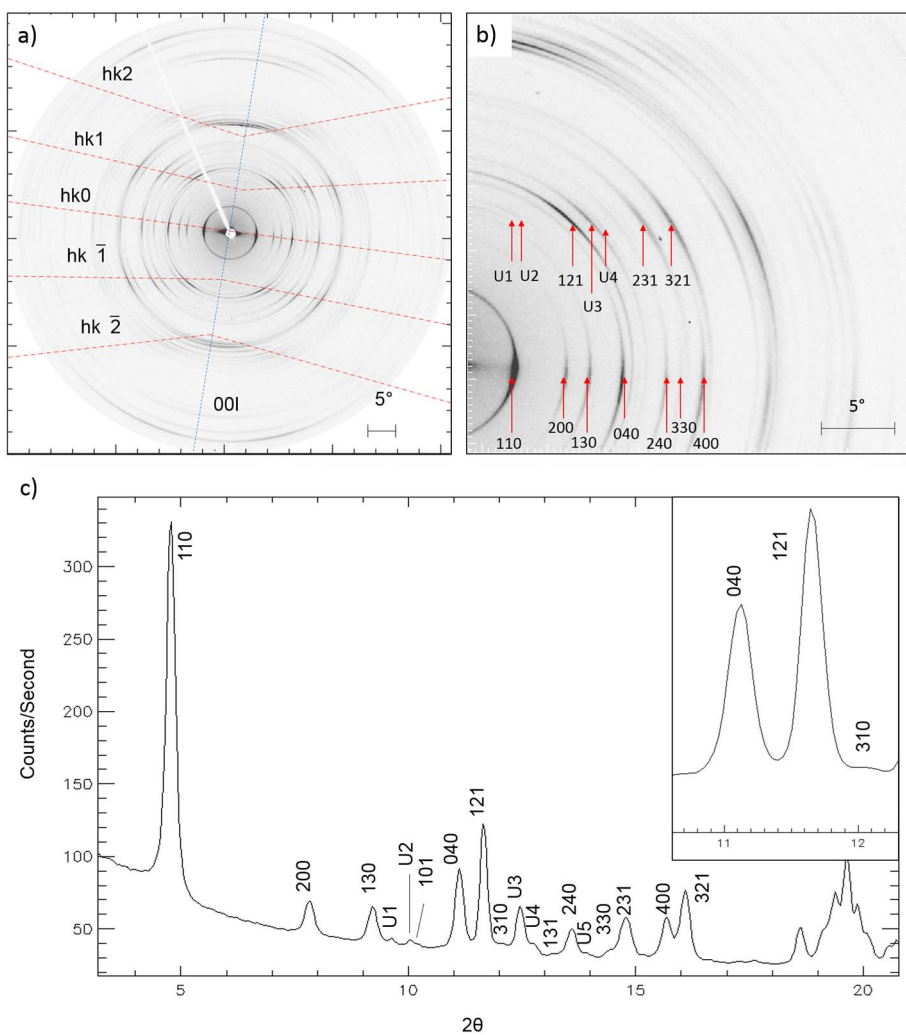 a)
hk2
hk1
hk0
hk 1̅
hk 2̅
00l
5°
b)
U1
U2
121
U3
U4
231
321
5°
110
200
130
040
240
330
400
c)
Counts/Second
300
250
200
150
100
50
110
200
130
U1
U2
101
040
121
310
U3
U4
131
240
U5
330
231
400
321
040
121
310
11
12
5
10
15
20
2θ